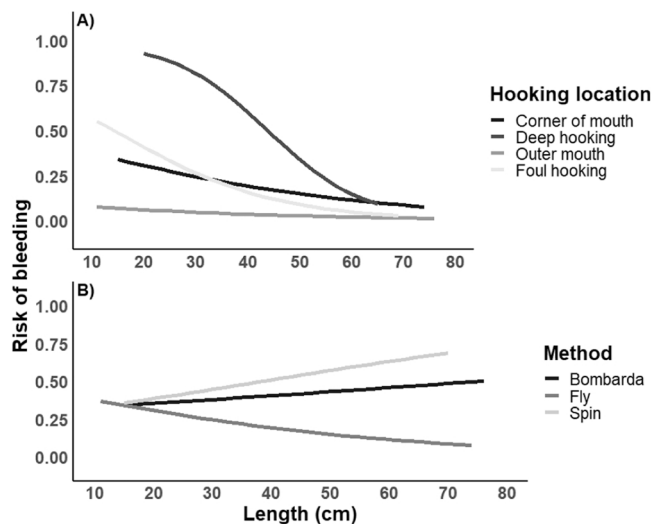 A)
1.00
0.75
0.50
0.25
0.00
10 20 30 40 50 60 70 80
Hooking location
Corner of mouth
Deep hooking
Outer mouth
Foul hooking
Risk of bleeding
B)
1.00
0.75
0.50
0.25
0.00
10 20 30 40 50 60 70 80
Length (cm)
Method
Bombarda
Fly
Spin